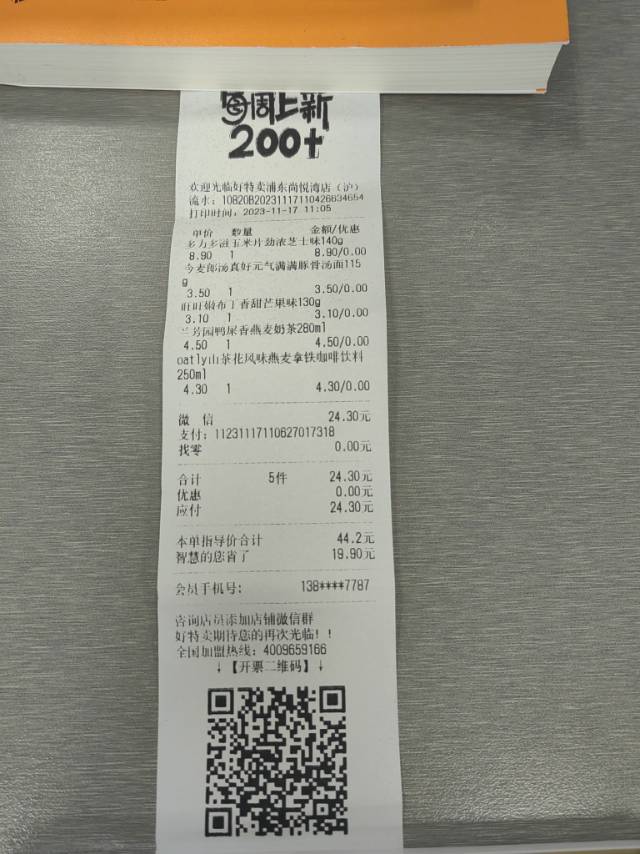 每周上新
200+
欢迎光临好特卖浦东尚悦湾店（沪）
流水：10820B20231117110426634654
打印时间：2023-11-17 11:05
单价 数量 金额/优惠
多力多滋玉米片劲浓芝士味140g
8.90 1 8.90/0.00
今麦郎汤真好元气满满豚骨汤面115
g
3.50 1 3.50/0.00
旺旺缎布丁香甜芒果味130g
3.10 1 3.10/0.00
兰芳园鸭屎香燕麦奶茶280ml
4.50 1 4.50/0.00
oatly山茶花风味燕麦拿铁咖啡饮料
250ml
4.30 1 4.30/0.00
微 信 24.30元
支付：11231117110627017318
找零 0.00元
合计 5件 24.30元
优惠 0.00元
应付 24.30元
本单指导价合计 44.2元
智慧的您省了 19.90元
会员手机号: 138****7787
咨询店员添加店铺微信群
好特卖期待您的再次光临！！
全国加盟热线：4009659166
↓【开票二维码】↓